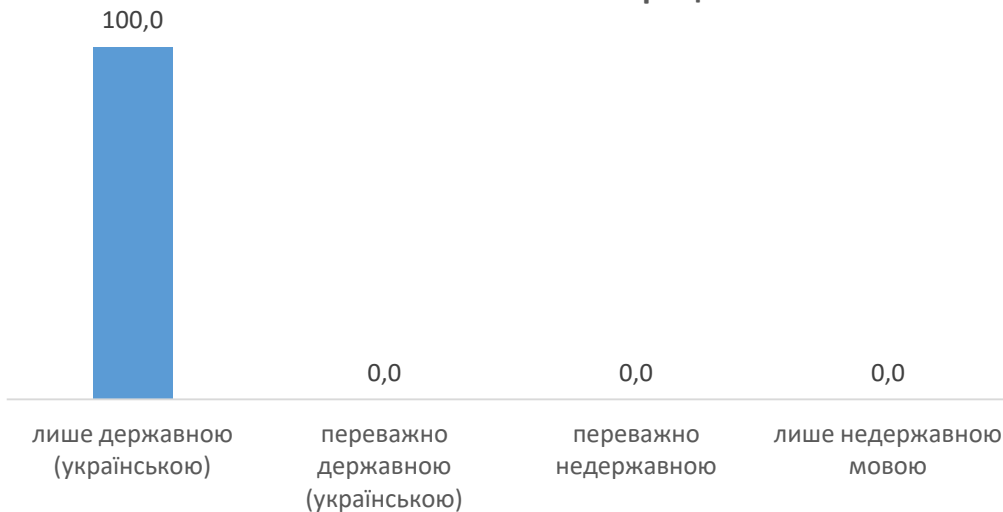 100,0
0,0
0,0
0,0
лише державною
(українською)
переважно
державною
(українською)
переважно
недержавною
лише недержавною
мовою